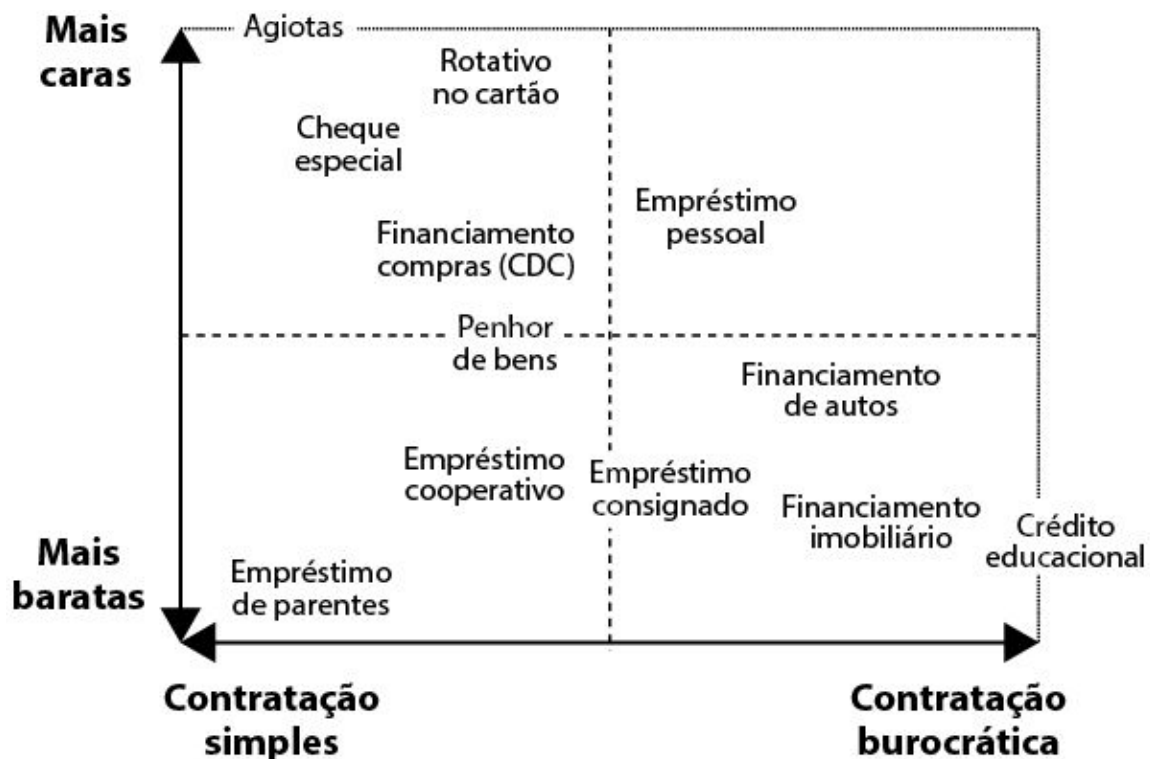 Mais
caras
Agiotas
Rotativo
no cartão
Cheque
especial
Empréstimo
pessoal
Financiamento
compras (CDC)
Penhor
de bens
Financiamento
de autos
Empréstimo
cooperativo
Empréstimo
consignado
Financiamento
imobiliário
Crédito
educacional
Mais
baratas
Empréstimo
de parentes
Contratação
simples
Contratação
burocrática